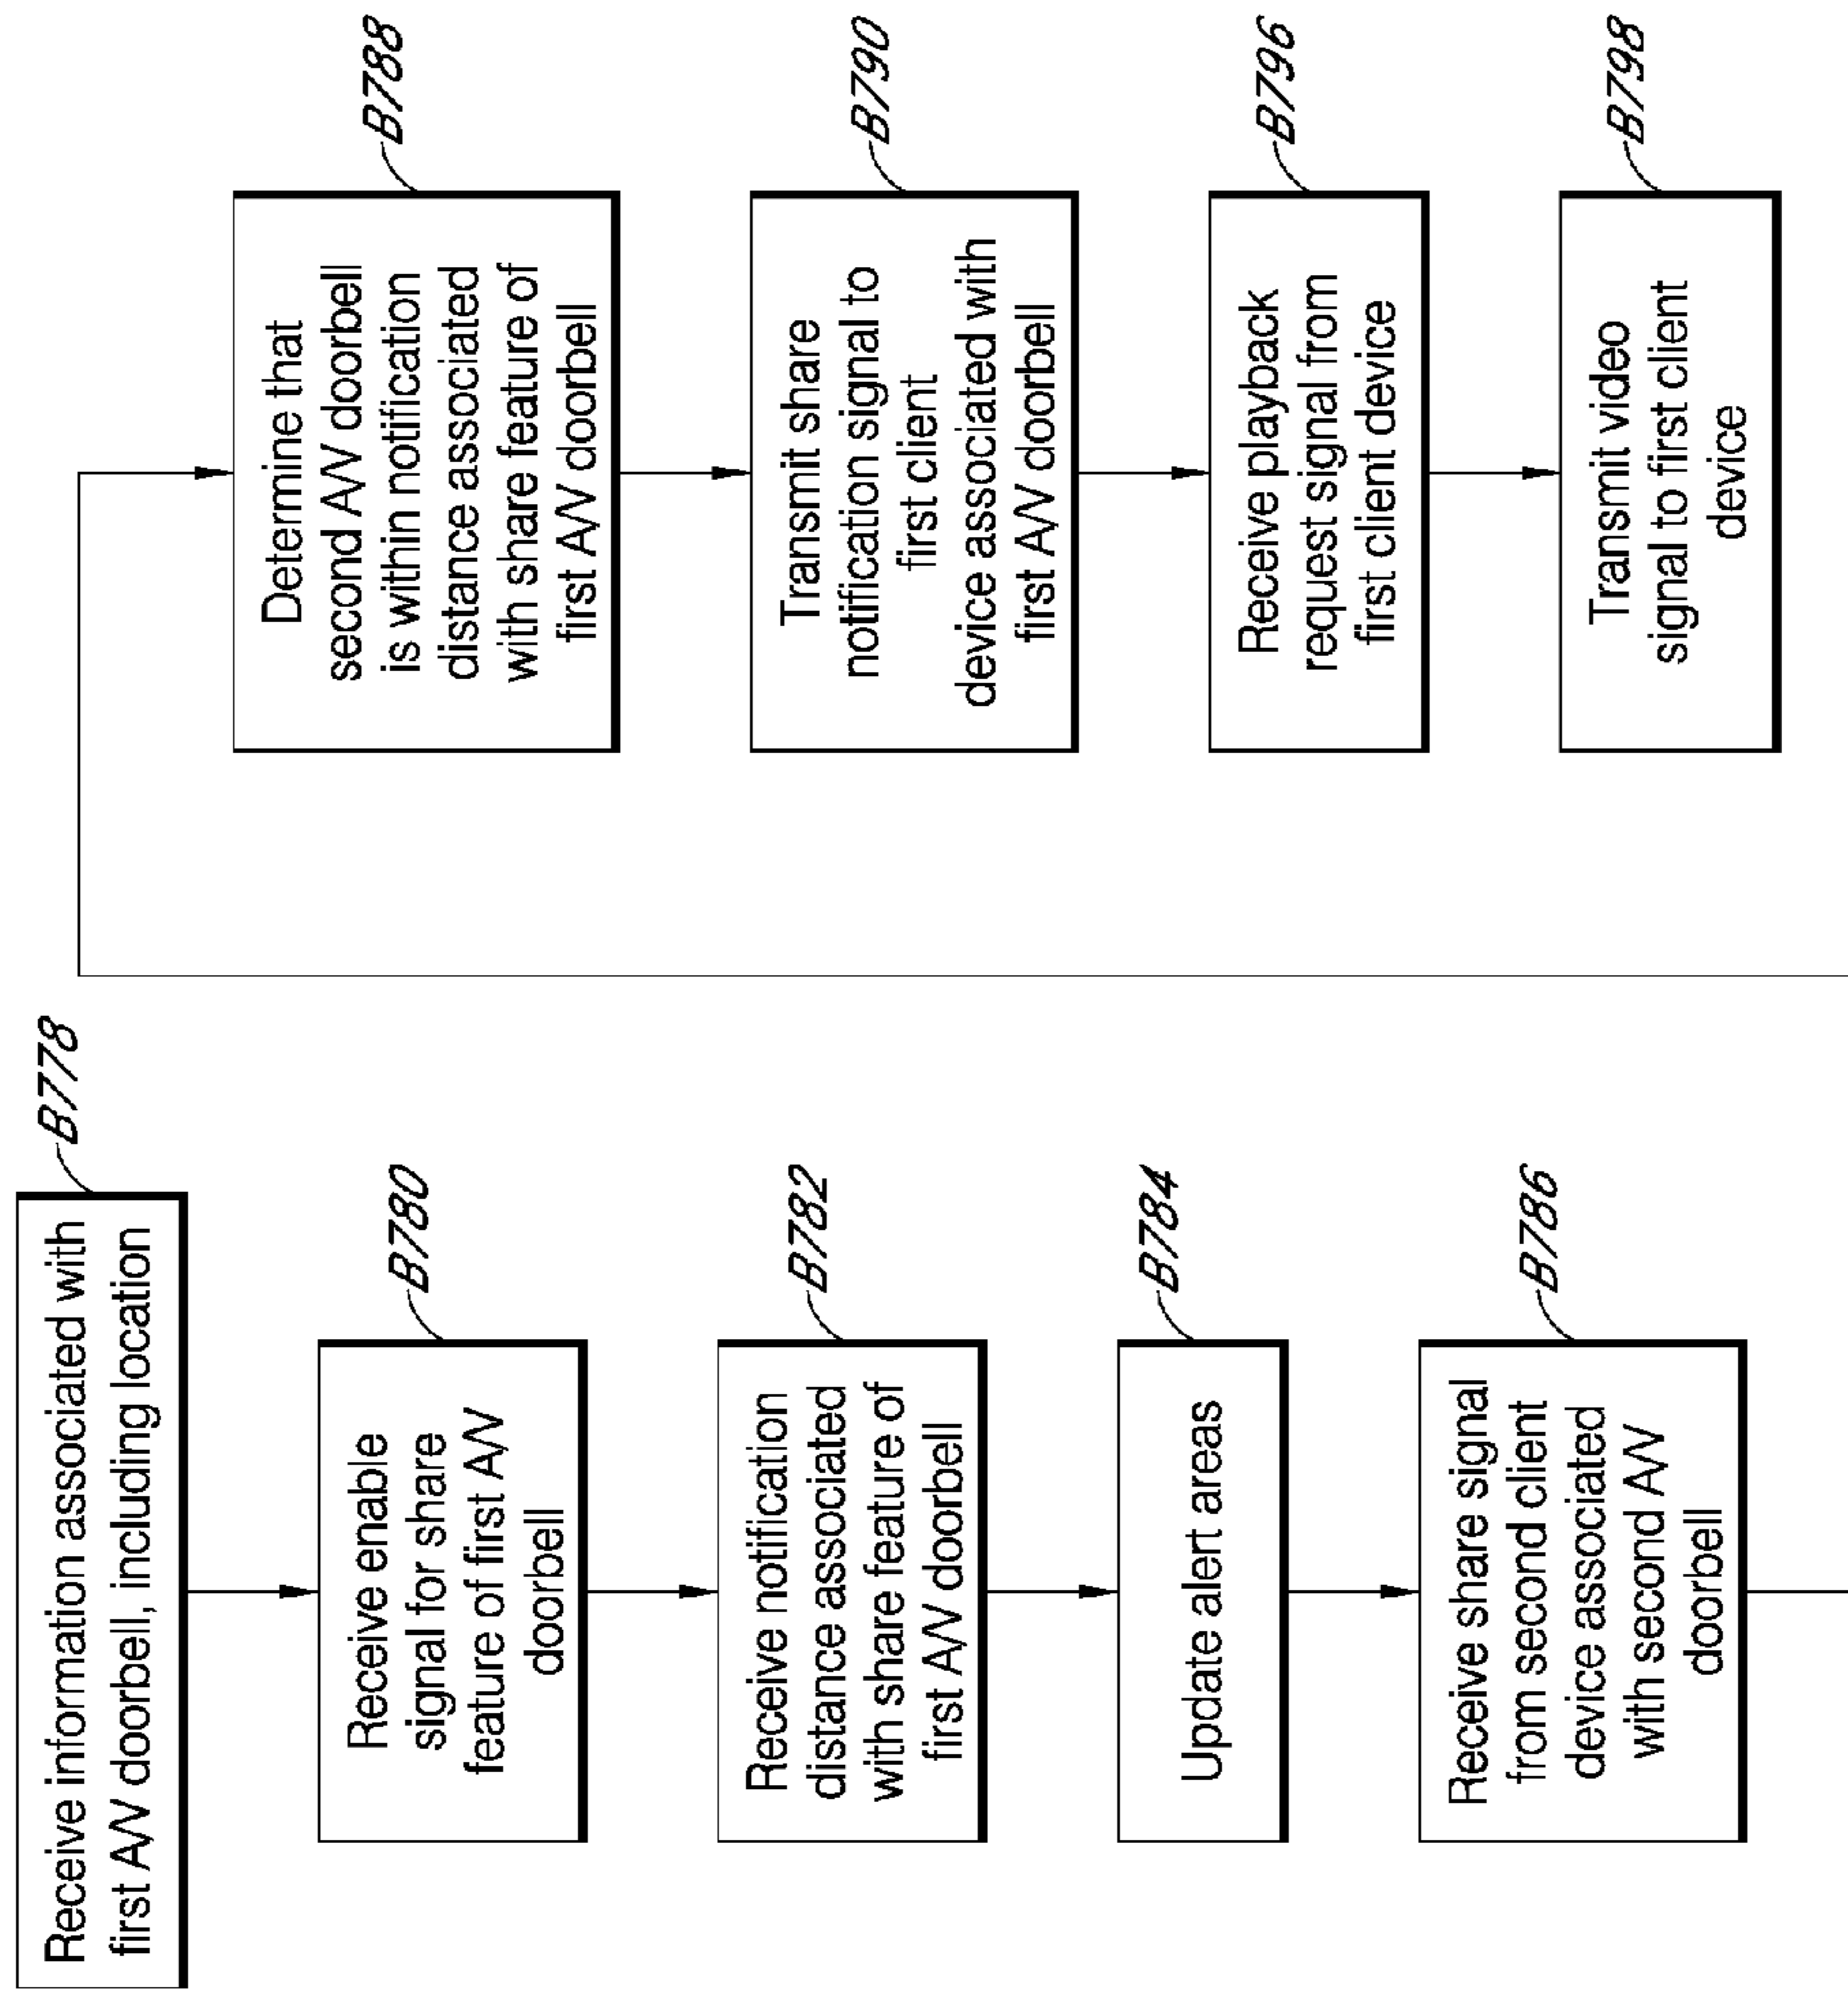 Receive information associated with
first A/V doorbell, including location
B778
Receive enable
signal for share
feature of first A/V
doorbell
B780
Receive notification
distance associated
with share feature of
first A/V doorbell
B782
Update alert areas
B784
Receive share signal
from second client
device associated
with second A/V
doorbell
B786
Determine that
second A/V doorbell
is within notification
distance associated
with share feature of
first A/V doorbell
B788
Transmit share
notification signal to
first client
device associated with
first A/V doorbell
B790
Receive playback
request signal from
first client device
B796
Transmit video
signal to first client
device
B798